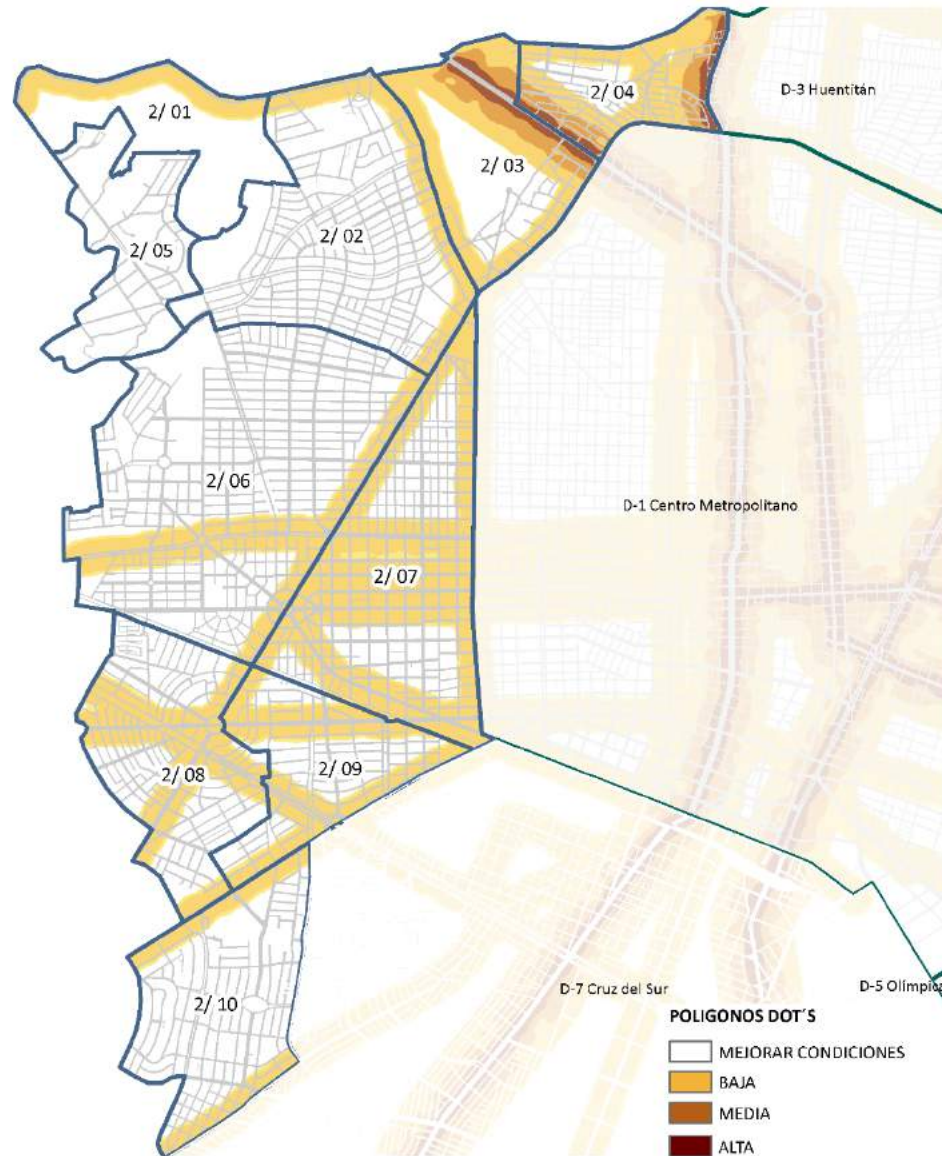 2/ 04
D-3 Huentitán
2/ 01
2/ 03
2/ 02
2/ 05
2/ 06
D-1 Centro Metropolitano
2/ 07
2/ 09
2/ 08
2/ 10
D-7 Cruz del Sur
D-5 Olímpica
POLIGONOS DOT´S
MEJORAR CONDICIONES
BAJA
MEDIA
ALTA